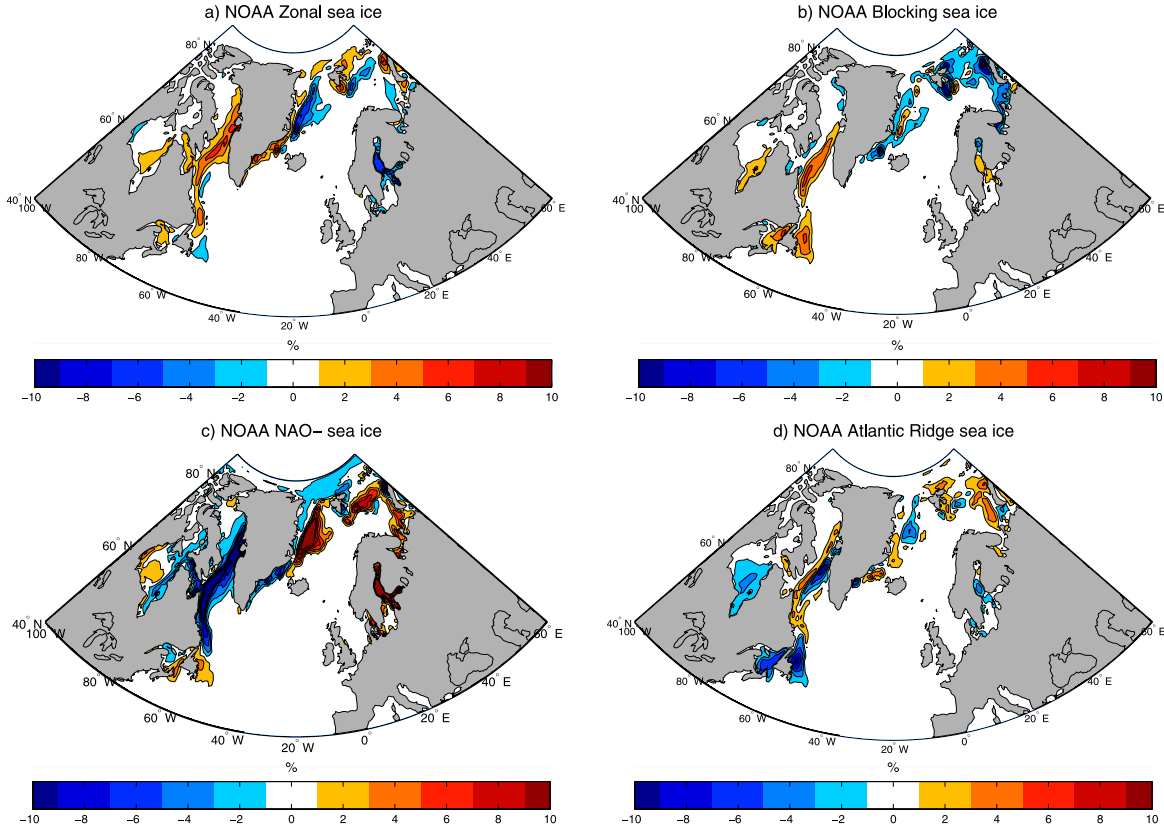 a) NOAA Zonal sea ice
80° N
60° N
40° N
100° W
80° W
60° W
40° W
20° W
0°
20° E
40° E
60° E
%
−10 −8 −6 −4 −2 0 2 4 6 8 10
b) NOAA Blocking sea ice
80° N
60° N
40° N
100° W
80° W
60° W
40° W
20° W
0°
20° E
40° E
60° E
%
−10 −8 −6 −4 −2 0 2 4 6 8 10
c) NOAA NAO− sea ice
80° N
60° N
40° N
100° W
80° W
60° W
40° W
20° W
0°
20° E
40° E
60° E
%
−10 −8 −6 −4 −2 0 2 4 6 8 10
d) NOAA Atlantic Ridge sea ice
80° N
60° N
40° N
100° W
80° W
60° W
40° W
20° W
0°
20° E
40° E
60° E
%
−10 −8 −6 −4 −2 0 2 4 6 8 10